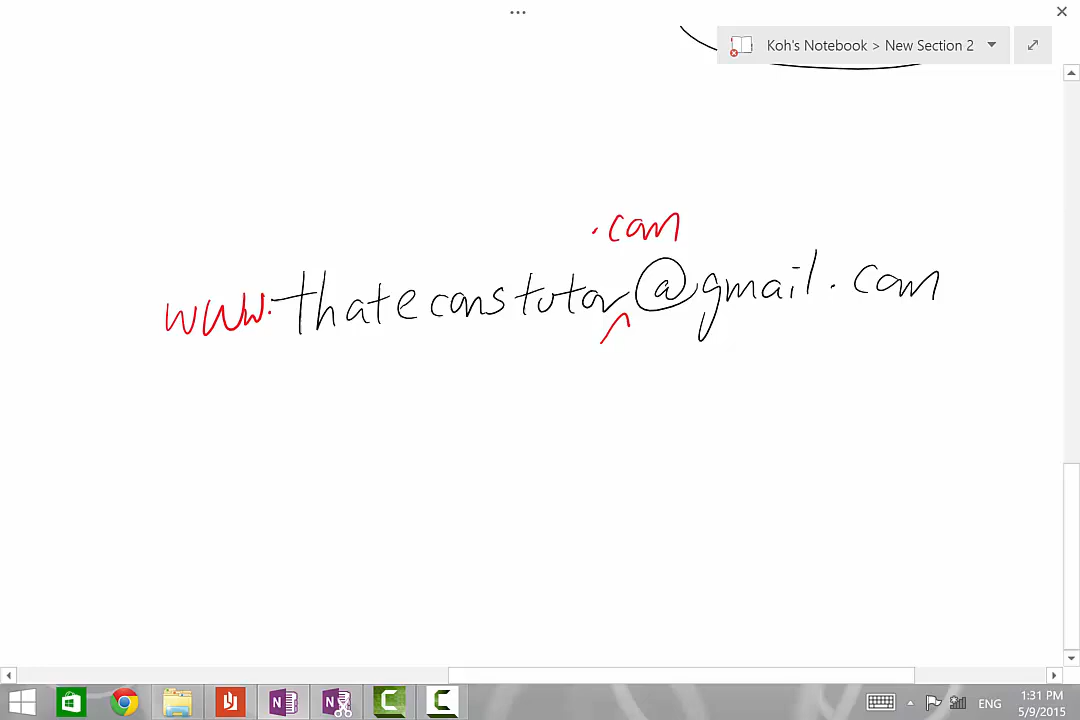 Koh's Notebook > New Section 2
.com
www.thateconstutor@gmail.com
ENG
1:31 PM
5/9/2015